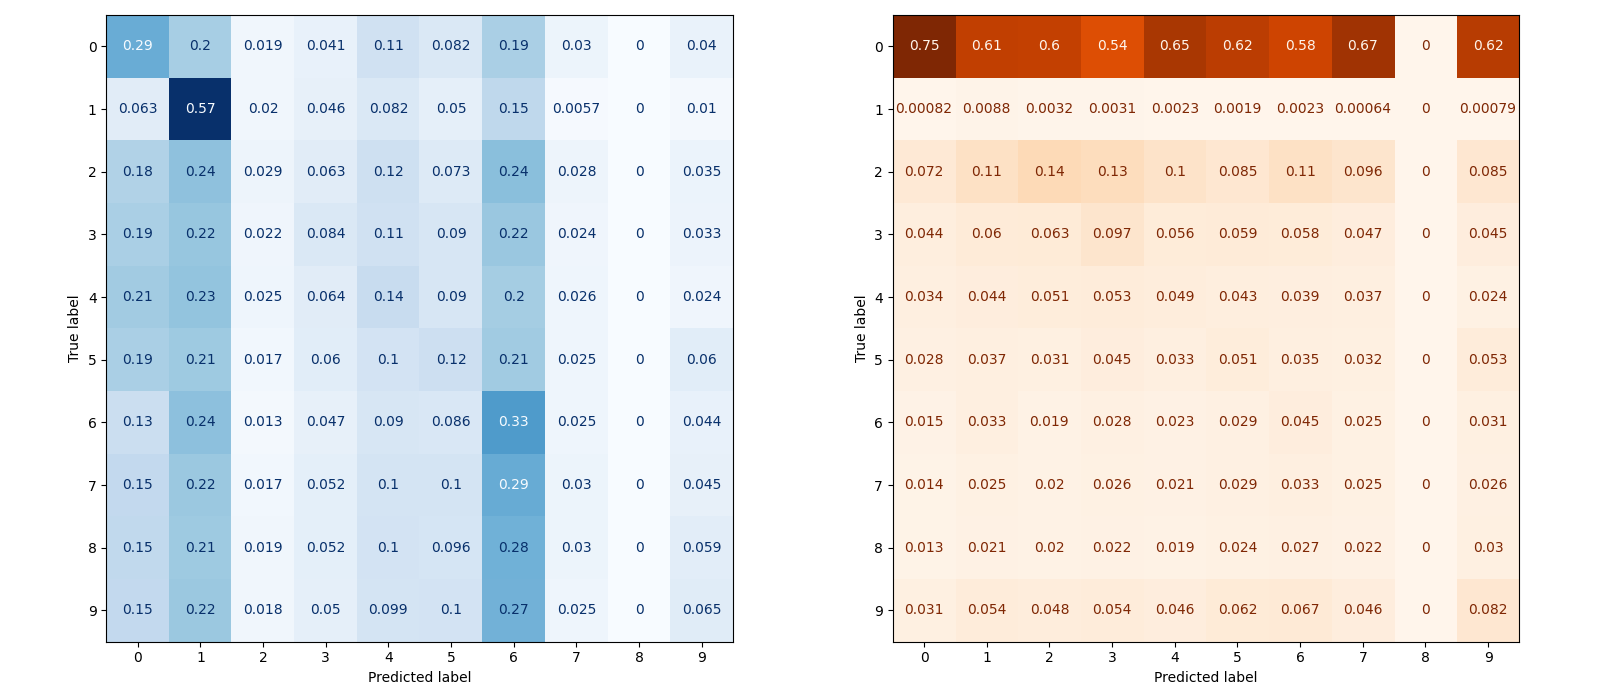 0 0.29 0.2 0.019 0.041 0.11 0.082 0.19 0.03 0 0.04
1 0.063 0.57 0.02 0.046 0.082 0.05 0.15 0.0057 0 0.01
2 0.18 0.24 0.029 0.063 0.12 0.073 0.24 0.028 0 0.035
3 0.19 0.22 0.022 0.084 0.11 0.09 0.22 0.024 0 0.033
4 0.21 0.23 0.025 0.064 0.14 0.09 0.2 0.026 0 0.024
5 0.19 0.21 0.017 0.06 0.1 0.12 0.21 0.025 0 0.06
6 0.13 0.24 0.013 0.047 0.09 0.086 0.33 0.025 0 0.044
7 0.15 0.22 0.017 0.052 0.1 0.1 0.29 0.03 0 0.045
8 0.15 0.21 0.019 0.052 0.1 0.096 0.28 0.03 0 0.059
9 0.15 0.22 0.018 0.05 0.099 0.1 0.27 0.025 0 0.065
0 1 2 3 4 5 6 7 8 9
Predicted label
True label
0 0.75 0.61 0.6 0.54 0.65 0.62 0.58 0.67 0 0.62
1 0.00082 0.0088 0.0032 0.0031 0.0023 0.0019 0.0023 0.00064 0 0.00079
2 0.072 0.11 0.14 0.13 0.1 0.085 0.11 0.096 0 0.085
3 0.044 0.06 0.063 0.097 0.056 0.059 0.058 0.047 0 0.045
4 0.034 0.044 0.051 0.053 0.049 0.043 0.039 0.037 0 0.024
5 0.028 0.037 0.031 0.045 0.033 0.051 0.035 0.032 0 0.053
6 0.015 0.033 0.019 0.028 0.023 0.029 0.045 0.025 0 0.031
7 0.014 0.025 0.02 0.026 0.021 0.029 0.033 0.025 0 0.026
8 0.013 0.021 0.02 0.022 0.019 0.024 0.027 0.022 0 0.03
9 0.031 0.054 0.048 0.054 0.046 0.062 0.067 0.046 0 0.082
0 1 2 3 4 5 6 7 8 9
Predicted label
True label